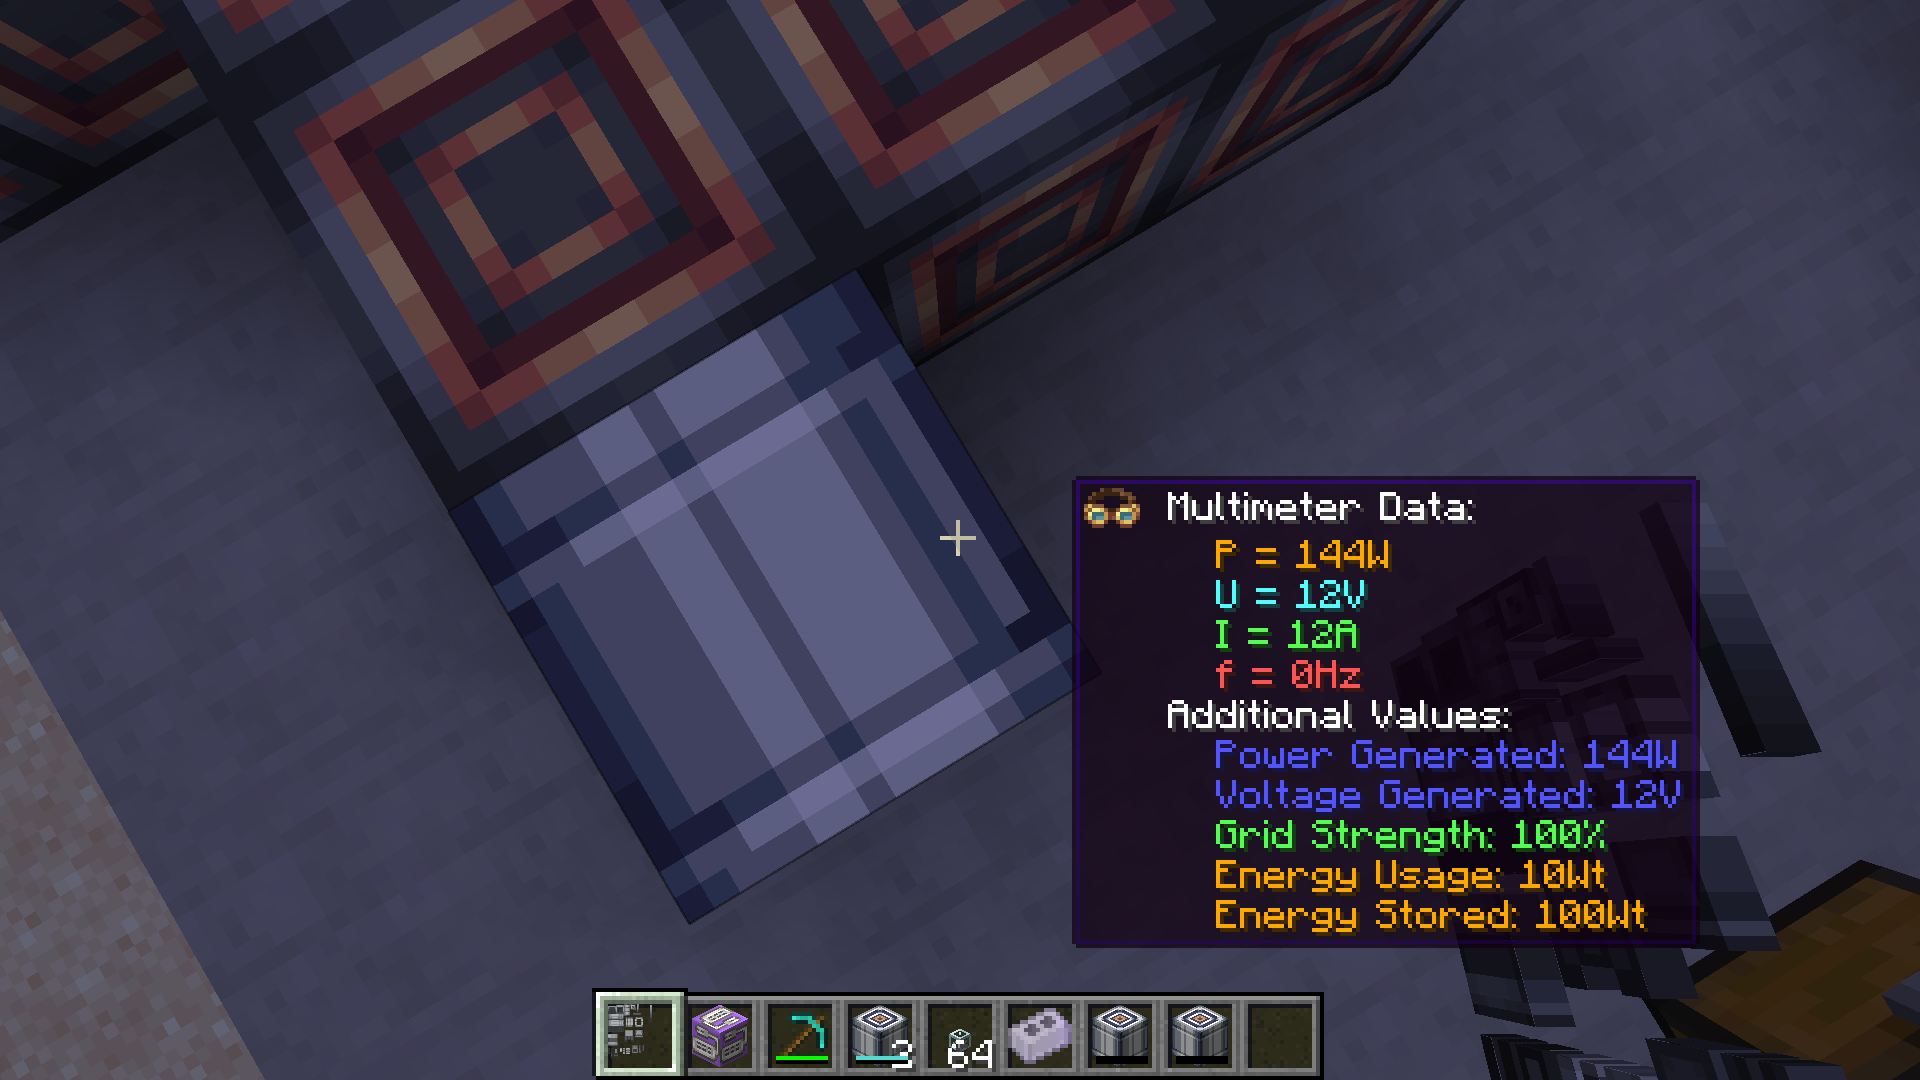 Multimeter Data:
P = 144W
U = 12V
I = 12A
f = 0Hz
Additional Values:
Power Generated: 144W
Voltage Generated: 12V
Grid Strength: 100%
Energy Usage: 10Wt
Energy Stored: 100Wt
3 64